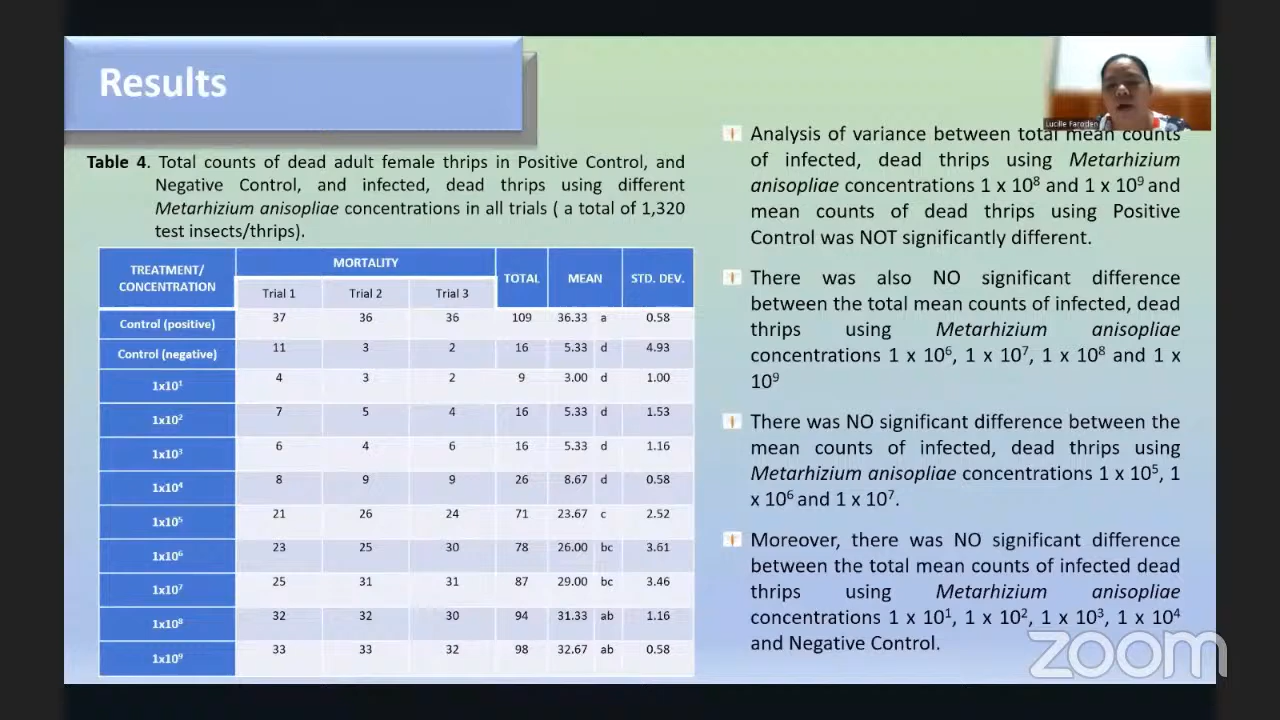 Results
Table 4. Total counts of dead adult female thrips in Positive Control, and
Negative Control, and infected, dead thrips using different
Metarhizium anisopliae concentrations in all trials ( a total of 1,320
test insects/thrips).
TREATMENT/ CONCENTRATION MORTALITY TOTAL MEAN STD. DEV.
Trial 1 Trial 2 Trial 3
Control (positive) 37 36 36 109 36.33 a 0.58
Control (negative) 11 3 2 16 5.33 d 4.93
1x10¹ 4 3 2 9 3.00 d 1.00
1x10² 7 5 4 16 5.33 d 1.53
1x10³ 6 4 6 16 5.33 d 1.16
1x10⁴ 8 9 9 26 8.67 d 0.58
1x10⁵ 21 26 24 71 23.67 c 2.52
1x10⁶ 23 25 30 78 26.00 bc 3.61
1x10⁷ 25 31 31 87 29.00 bc 3.46
1x10⁸ 32 32 30 94 31.33 ab 1.16
1x10⁹ 33 33 32 98 32.67 ab 0.58
Lucille Faroden
Analysis of variance between total mean counts
of infected, dead thrips using Metarhizium
anisopliae concentrations 1 x 10⁸ and 1 x 10⁹ and
mean counts of dead thrips using Positive
Control was NOT significantly different.
There was also NO significant difference
between the total mean counts of infected, dead
thrips using Metarhizium anisopliae
concentrations 1 x 10⁶, 1 x 10⁷, 1 x 10⁸ and 1 x
10⁹
There was NO significant difference between the
mean counts of infected, dead thrips using
Metarhizium anisopliae concentrations 1 x 10⁵, 1
x 10⁶ and 1 x 10⁷.
Moreover, there was NO significant difference
between the total mean counts of infected dead
thrips using Metarhizium anisopliae
concentrations 1 x 10¹, 1 x 10², 1 x 10³, 1 x 10⁴
and Negative Control.
zoom